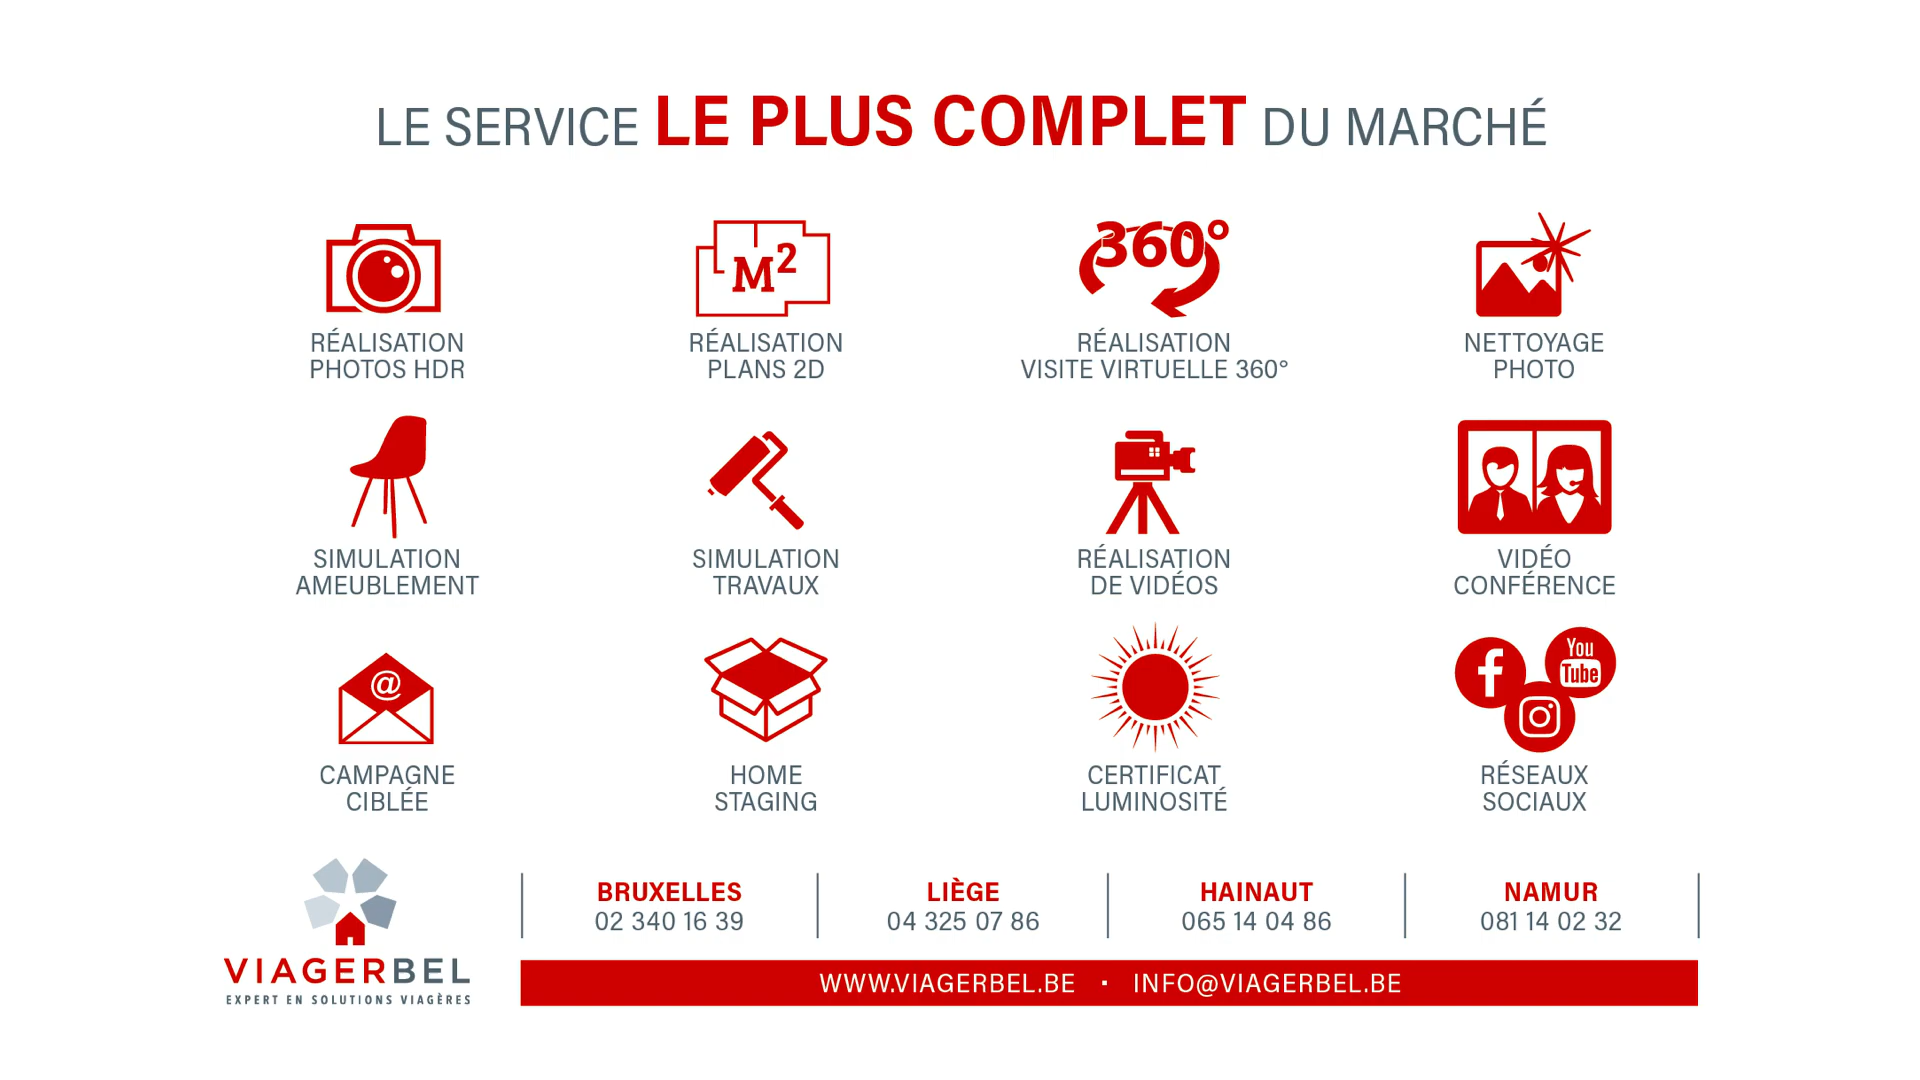 LE SERVICE LE PLUS COMPLET DU MARCHÉ
M²
360°
RÉALISATION
PHOTOS HDR
RÉALISATION
PLANS 2D
RÉALISATION
VISITE VIRTUELLE 360°
NETTOYAGE
PHOTO
SIMULATION
AMEUBLEMENT
SIMULATION
TRAVAUX
RÉALISATION
DE VIDÉOS
VIDÉO
CONFÉRENCE
@
f
You
Tube
CAMPAGNE
CIBLÉE
HOME
STAGING
CERTIFICAT
LUMINOSITÉ
RÉSEAUX
SOCIAUX
VIAGERBEL
EXPERT EN SOLUTIONS VIAGÈRES
BRUXELLES
02 340 16 39
LIÈGE
04 325 07 86
HAINAUT
065 14 04 86
NAMUR
081 14 02 32
WWW.VIAGERBEL.BE · INFO@VIAGERBEL.BE